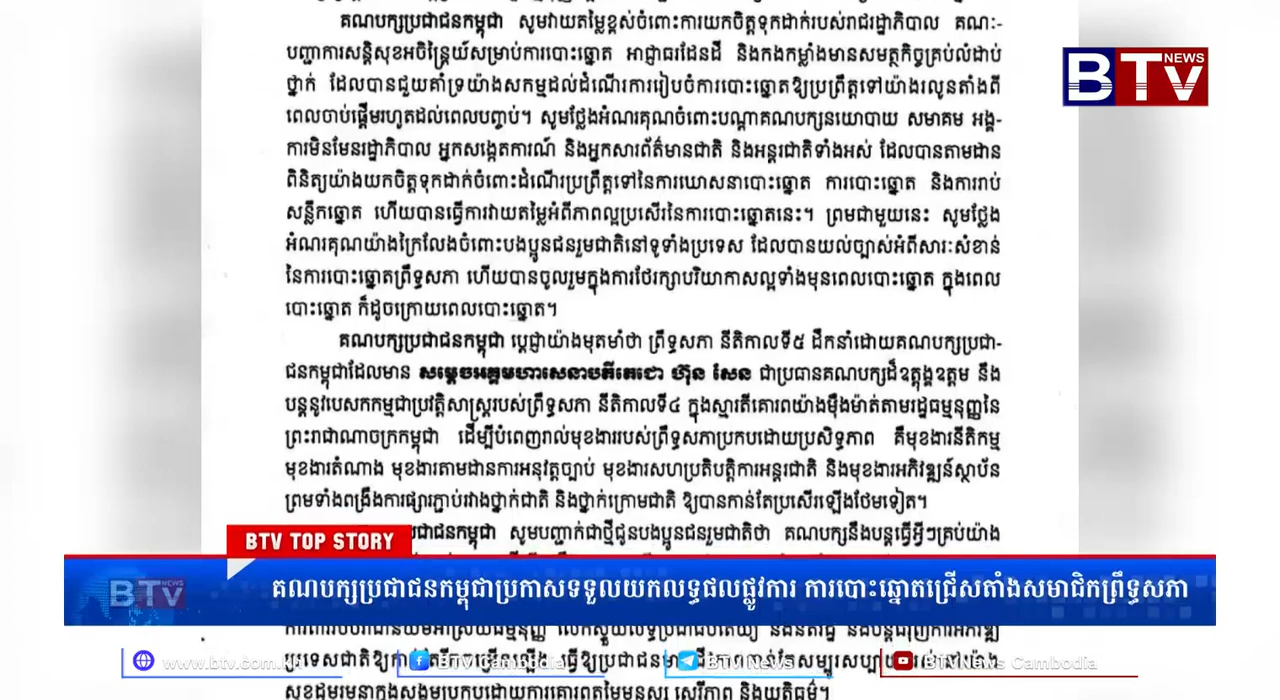 គណបក្សប្រជាជនកម្ពុជា សូមវាយតម្លៃខ្ពស់ចំពោះការយកចិត្តទុកដាក់របស់រាជរដ្ឋាភិបាល គណៈ-
បញ្ជាការសន្តិសុខអចិន្ត្រៃយ៍សម្រាប់ការបោះឆ្នោត អាជ្ញាធរដែនដី និងកងកម្លាំងមានសមត្ថកិច្ចគ្រប់លំដាប់
ថ្នាក់ ដែលបានជួយគាំទ្រយ៉ាងសកម្មដល់ដំណើរការរៀបចំការបោះឆ្នោតឱ្យប្រព្រឹត្តទៅយ៉ាងរលូនតាំងពី
ពេលចាប់ផ្តើមរហូតដល់ពេលបញ្ចប់។ សូមថ្លែងអំណរគុណចំពោះបណ្តាគណបក្សនយោបាយ សមាគម អង្គ-
ការមិនមែនរដ្ឋាភិបាល អ្នកសង្កេតការណ៍ និងអ្នកសារព័ត៌មានជាតិ និងអន្តរជាតិទាំងអស់ ដែលបានតាមដាន
ពិនិត្យយ៉ាងយកចិត្តទុកដាក់ចំពោះដំណើរប្រព្រឹត្តទៅនៃការឃោសនាបោះឆ្នោត ការបោះឆ្នោត និងការរាប់
សន្លឹកឆ្នោត ហើយបានធ្វើការវាយតម្លៃអំពីភាពល្អប្រសើរនៃការបោះឆ្នោតនេះ។ ព្រមជាមួយនេះ សូមថ្លែង
អំណរគុណយ៉ាងក្រៃលែងចំពោះបងប្អូនជនរួមជាតិនៅទូទាំងប្រទេស ដែលបានយល់ច្បាស់អំពីសារៈសំខាន់
នៃការបោះឆ្នោតព្រឹទ្ធសភា ហើយបានចូលរួមក្នុងការថែរក្សាបរិយាកាសល្អទាំងមុនពេលបោះឆ្នោត ក្នុងពេល
បោះឆ្នោត ក៏ដូចក្រោយពេលបោះឆ្នោត។
គណបក្សប្រជាជនកម្ពុជា ប្តេជ្ញាយ៉ាងមុតមាំថា ព្រឹទ្ធសភា នីតិកាលទី៥ ដឹកនាំដោយគណបក្សប្រជា-
ជនកម្ពុជាដែលមាន សម្តេចអគ្គមហាសេនាបតីតេជោ ហ៊ុន សែន ជាប្រធានគណបក្សដ៏ឧត្តុង្គឧត្តម នឹង
បន្តនូវបេសកកម្មជាប្រវត្តិសាស្ត្ររបស់ព្រឹទ្ធសភា នីតិកាលទី៤ ក្នុងស្មារតីគោរពយ៉ាងម៉ឺងម៉ាត់តាមរដ្ឋធម្មនុញ្ញនៃ
ព្រះរាជាណាចក្រកម្ពុជា ដើម្បីបំពេញរាល់មុខងាររបស់ព្រឹទ្ធសភាប្រកបដោយប្រសិទ្ធភាព គឺមុខងារនីតិកម្ម
មុខងារតំណាង មុខងារតាមដានការអនុវត្តច្បាប់ មុខងារសហប្រតិបត្តិការអន្តរជាតិ និងមុខងារអភិវឌ្ឍន៍ស្ថាប័ន
ព្រមទាំងពង្រឹងការផ្សារភ្ជាប់រវាងថ្នាក់ជាតិ និងថ្នាក់ក្រោមជាតិ ឱ្យបានកាន់តែប្រសើរឡើងថែមទៀត។
ប្រជាជនកម្ពុជា សូមបញ្ជាក់ជាថ្មីជូនបងប្អូនជនរួមជាតិថា គណបក្សនឹងបន្តធ្វើអ្វីៗគ្រប់យ៉ាង
BTV NEWS
BTV TOP STORY
BTV NEWS
គណបក្សប្រជាជនកម្ពុជាប្រកាសទទួលយកលទ្ធផលផ្លូវការ ការបោះឆ្នោតជ្រើសតាំងសមាជិកព្រឹទ្ធសភា
www.btv.com.kh
BTV Cambodia
BTV News
BTV News Cambodia